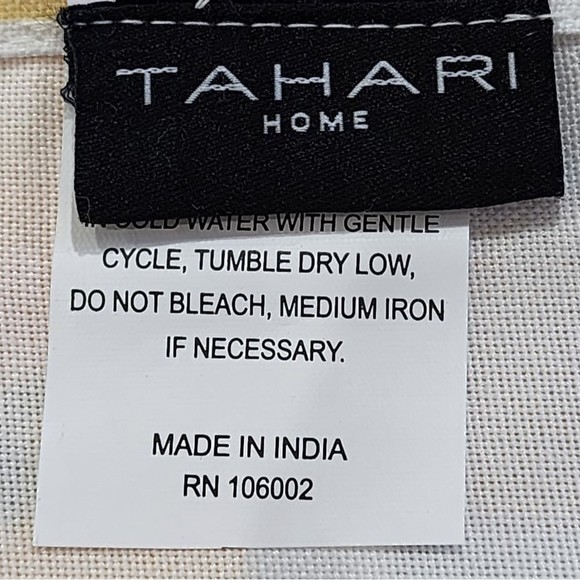 TAHARI
HOME
IN COLD WATER WITH GENTLE
CYCLE, TUMBLE DRY LOW,
DO NOT BLEACH, MEDIUM IRON
IF NECESSARY.
MADE IN INDIA
RN 106002